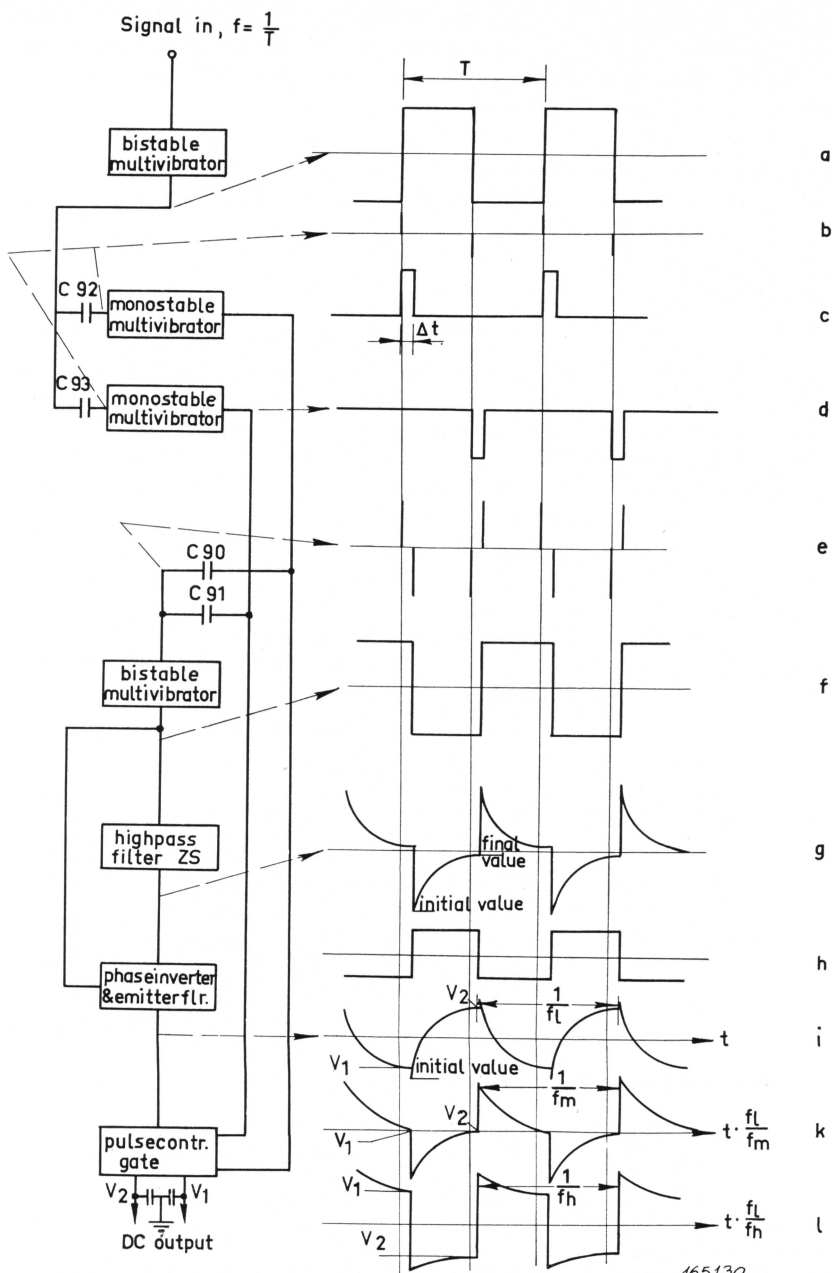 Signal in, f= 1/T
T
bistable
multivibrator
a
b
C 92
monostable
multivibrator
c
Δt
C 93
monostable
multivibrator
d
e
C 90
C 91
bistable
multivibrator
f
highpass
filter ZS
final
value
g
initial value
phaseinverter
&emitterflr.
h
V2
1/fl
t
i
V1
initial value
1/fm
V2
pulsecontr.
gate
V1
t · fl/fm
k
V2
V1
V1
1/fh
t · fl/fh
l
DC output
V2
165130